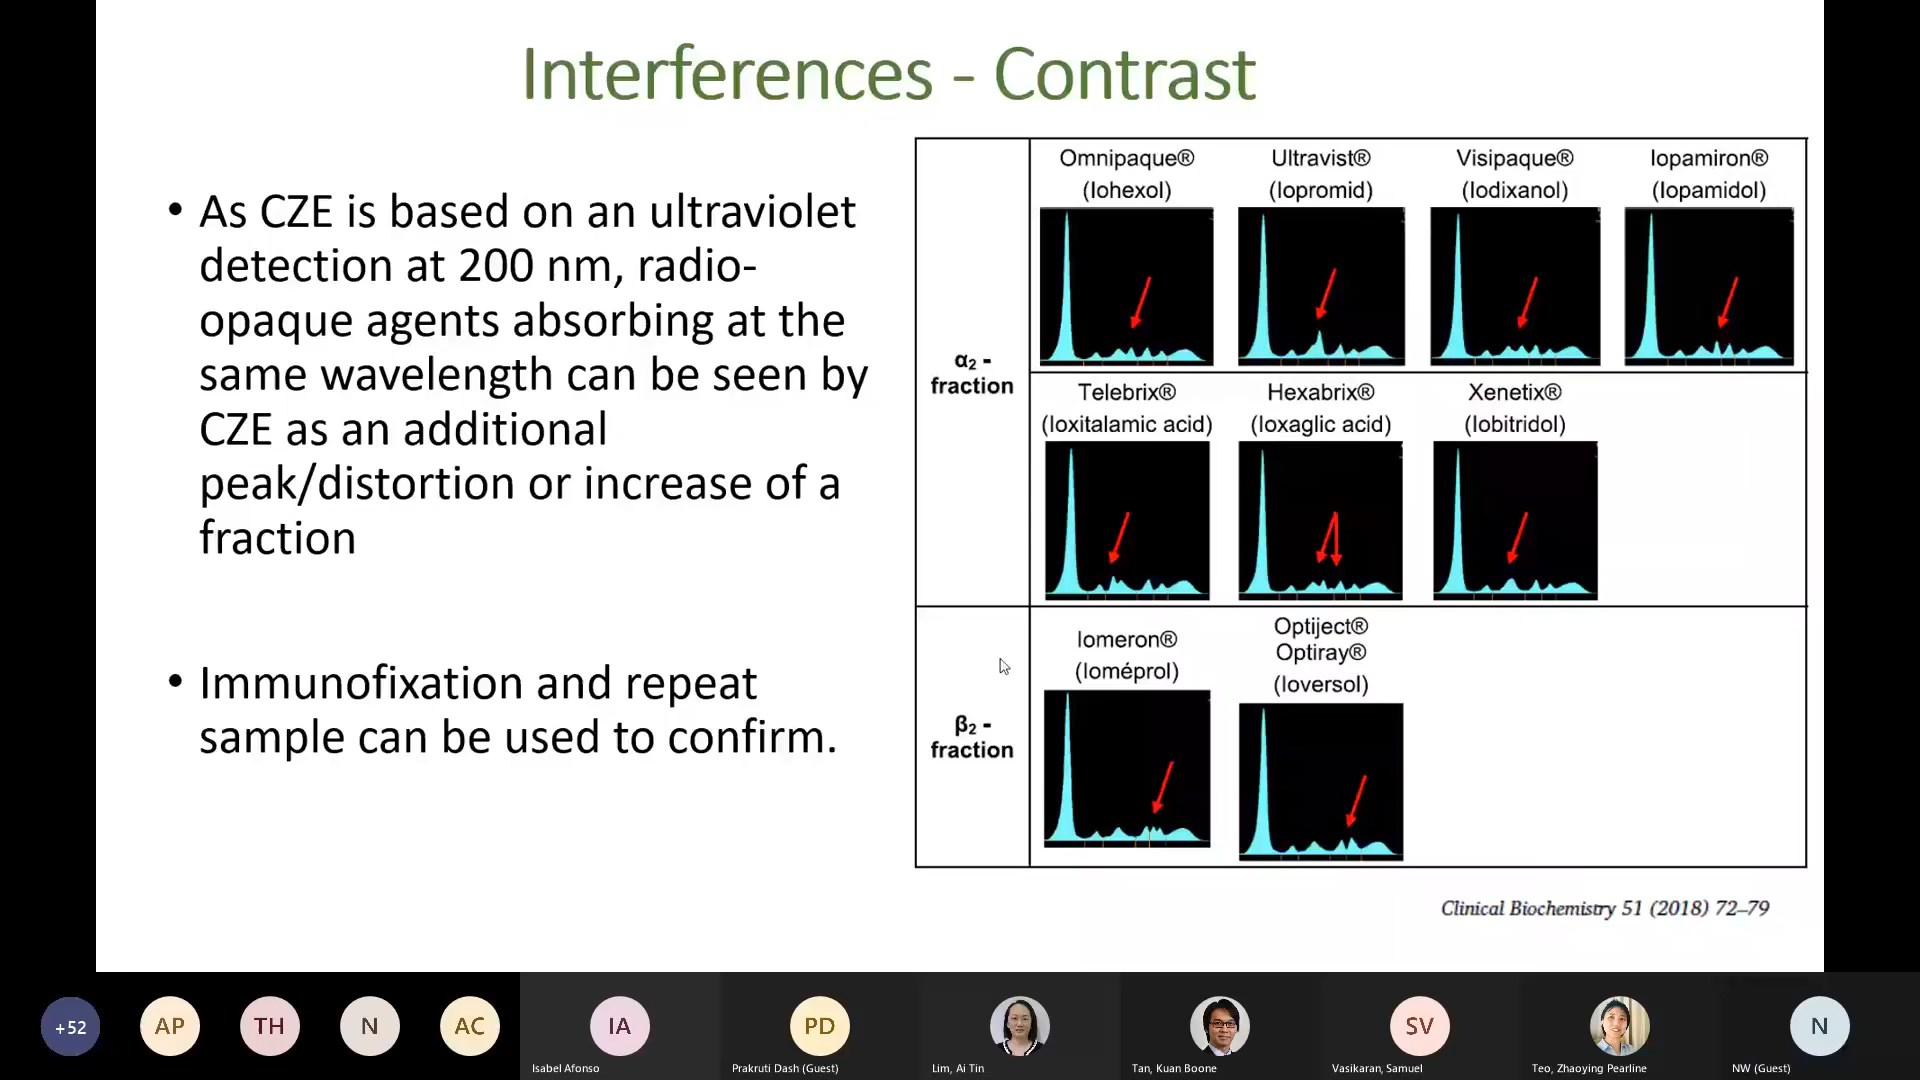 Interferences - Contrast
• As CZE is based on an ultraviolet
detection at 200 nm, radio-
opaque agents absorbing at the
same wavelength can be seen by
CZE as an additional
peak/distortion or increase of a
fraction
• Immunofixation and repeat
sample can be used to confirm.
α₂ -
fraction
Omnipaque® Ultravist® Visipaque® Iopamiron®
(Iohexol) (Iopromid) (Iodixanol) (Iopamidol)
Telebrix® Hexabrix® Xenetix®
(Ioxitalamic acid) (Ioxaglic acid) (Iobitridol)
β₂ -
fraction
Iomeron®
(Ioméprol)
Optiject®
Optiray®
(Ioversol)
Clinical Biochemistry 51 (2018) 72–79
+52 AP TH N AC IA PD SV N
Isabel Afonso Prakruti Dash (Guest) Lim, Ai Tin Tan, Kuan Boone Vasikaran, Samuel Teo, Zhaoying Pearline NW (Guest)